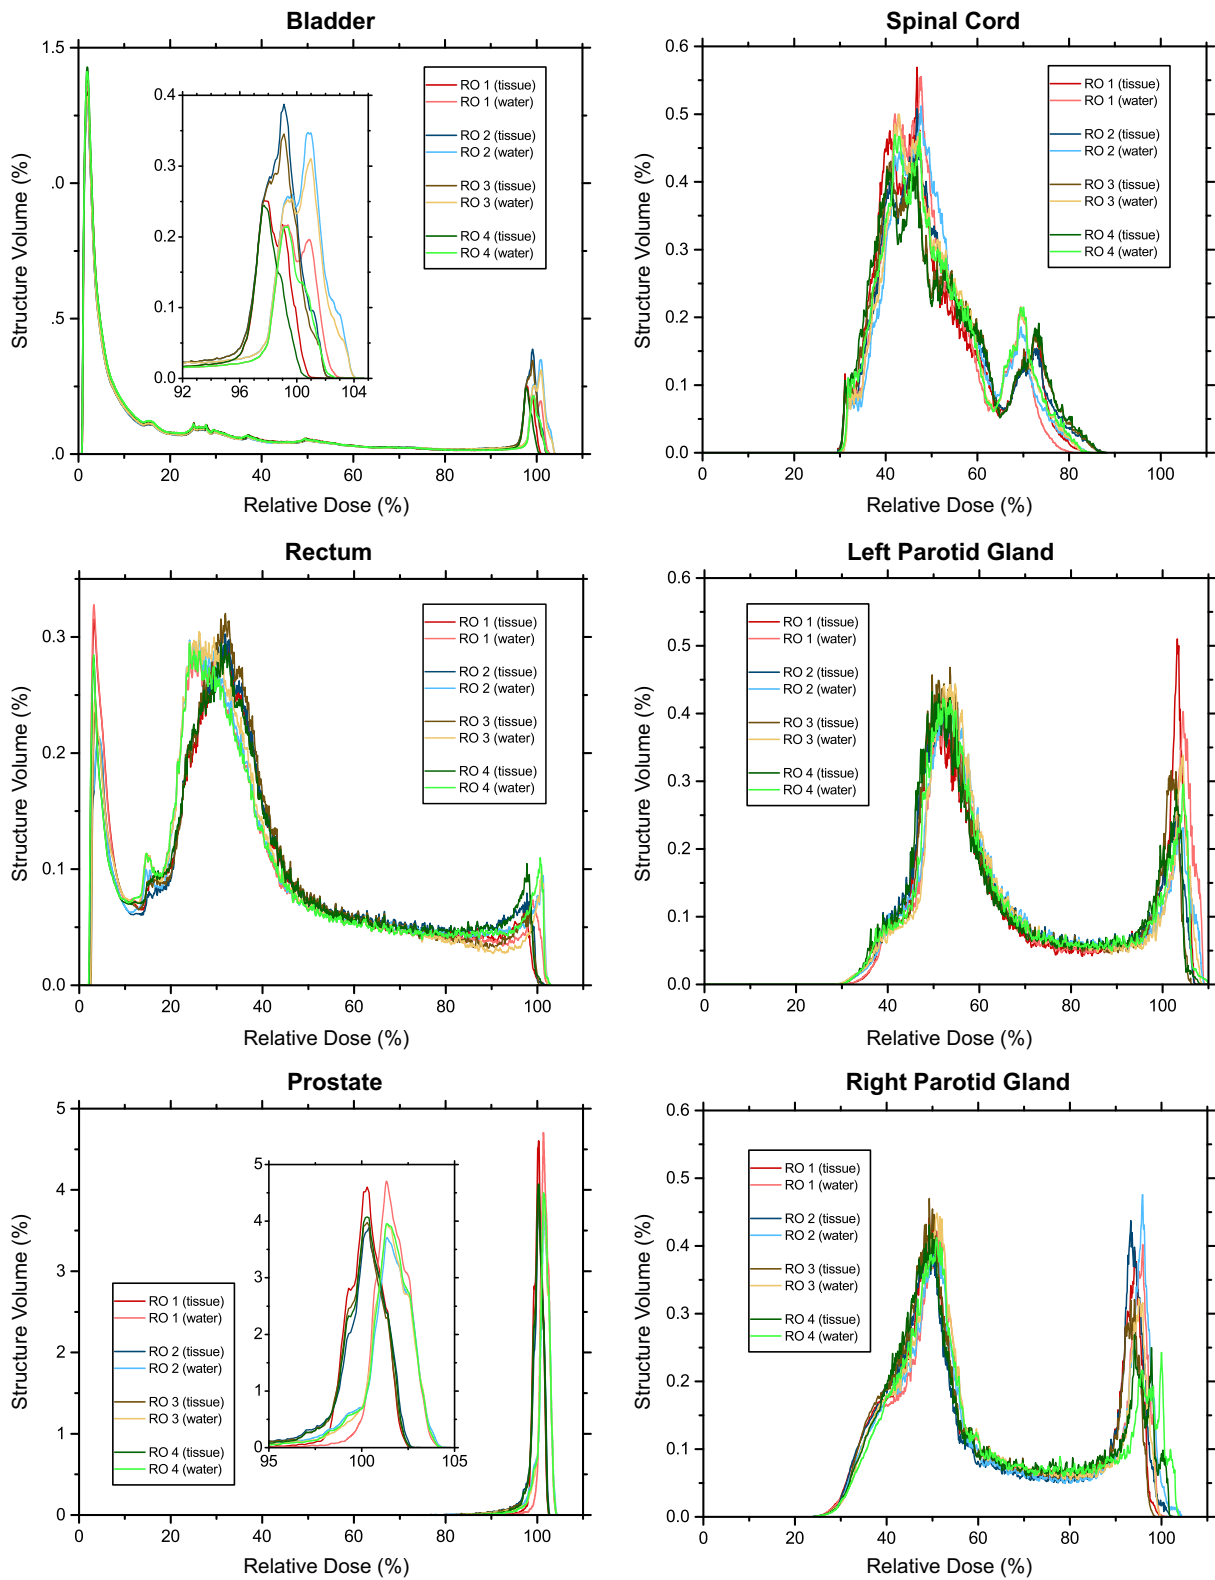 Bladder
1.5
.0
.5
.0
Structure Volume (%)
0 20 40 60 80 100
Relative Dose (%)
0.4
0.3
0.2
0.1
0.0
92 96 100 104
RO 1 (tissue)
RO 1 (water)
RO 2 (tissue)
RO 2 (water)
RO 3 (tissue)
RO 3 (water)
RO 4 (tissue)
RO 4 (water)
Spinal Cord
0.6
0.5
0.4
0.3
0.2
0.1
0.0
Structure Volume (%)
0 20 40 60 80 100
Relative Dose (%)
RO 1 (tissue)
RO 1 (water)
RO 2 (tissue)
RO 2 (water)
RO 3 (tissue)
RO 3 (water)
RO 4 (tissue)
RO 4 (water)
Rectum
0.3
0.2
0.1
0.0
Structure Volume (%)
0 20 40 60 80 100
Relative Dose (%)
RO 1 (tissue)
RO 1 (water)
RO 2 (tissue)
RO 2 (water)
RO 3 (tissue)
RO 3 (water)
RO 4 (tissue)
RO 4 (water)
Left Parotid Gland
0.6
0.5
0.4
0.3
0.2
0.1
0.0
Structure Volume (%)
0 20 40 60 80 100
Relative Dose (%)
RO 1 (tissue)
RO 1 (water)
RO 2 (tissue)
RO 2 (water)
RO 3 (tissue)
RO 3 (water)
RO 4 (tissue)
RO 4 (water)
Prostate
5
4
3
2
1
0
Structure Volume (%)
0 20 40 60 80 100
Relative Dose (%)
5
4
3
2
1
0
95 100 105
RO 1 (tissue)
RO 1 (water)
RO 2 (tissue)
RO 2 (water)
RO 3 (tissue)
RO 3 (water)
RO 4 (tissue)
RO 4 (water)
Right Parotid Gland
0.6
0.5
0.4
0.3
0.2
0.1
0.0
Structure Volume (%)
0 20 40 60 80 100
Relative Dose (%)
RO 1 (tissue)
RO 1 (water)
RO 2 (tissue)
RO 2 (water)
RO 3 (tissue)
RO 3 (water)
RO 4 (tissue)
RO 4 (water)